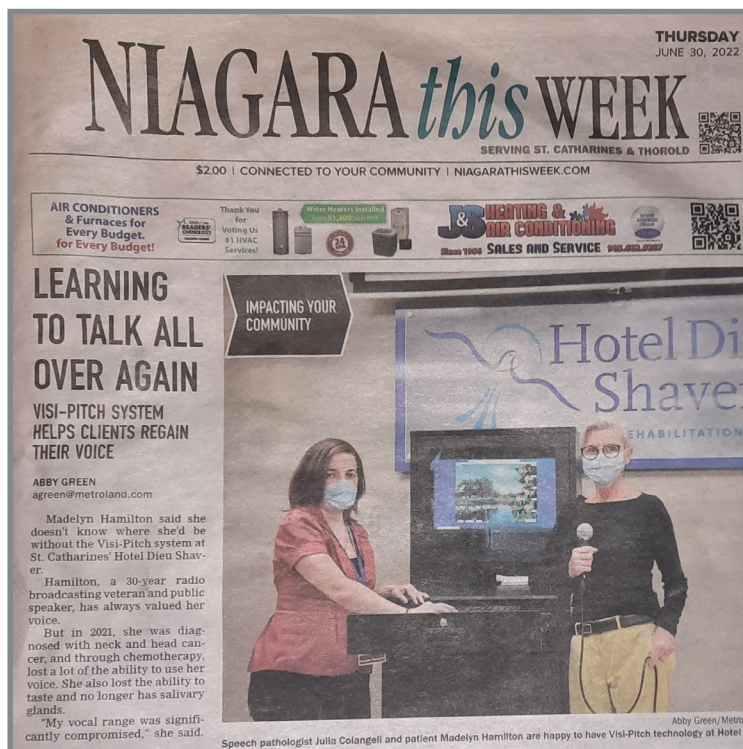 THURSDAY
JUNE 30, 2022
NIAGARA this WEEK
SERVING ST. CATHARINES & THOROLD
$2.00 | CONNECTED TO YOUR COMMUNITY | NIAGARATHISWEEK.COM
AIR CONDITIONERS
& Furnaces for
Every Budget.
for Every Budget!
READERS'
CHOICE
Thank You
for
Voting Us
#1 HVAC
Services!
Water Heaters Installed
24
J&S HEATING &
AIR CONDITIONING
Since 1986 SALES AND SERVICE
LEARNING
TO TALK ALL
OVER AGAIN
VISI-PITCH SYSTEM
HELPS CLIENTS REGAIN
THEIR VOICE
ABBY GREEN
agreen@metroland.com
Madelyn Hamilton said she
doesn't know where she'd be
without the Visi-Pitch system at
St. Catharines' Hotel Dieu Shav-
er.
Hamilton, a 30-year radio
broadcasting veteran and public
speaker, has always valued her
voice.
But in 2021, she was diag-
nosed with neck and head can-
cer, and through chemotherapy,
lost a lot of the ability to use her
voice. She also lost the ability to
taste and no longer has salivary
glands.
"My vocal range was signifi-
cantly compromised," she said.
IMPACTING YOUR
COMMUNITY
Hotel Di
Shave
EHABILITATION
Abby Green/Metro
Speech pathologist Julia Colangeli and patient Madelyn Hamilton are happy to have Visi-Pitch technology at Hotel